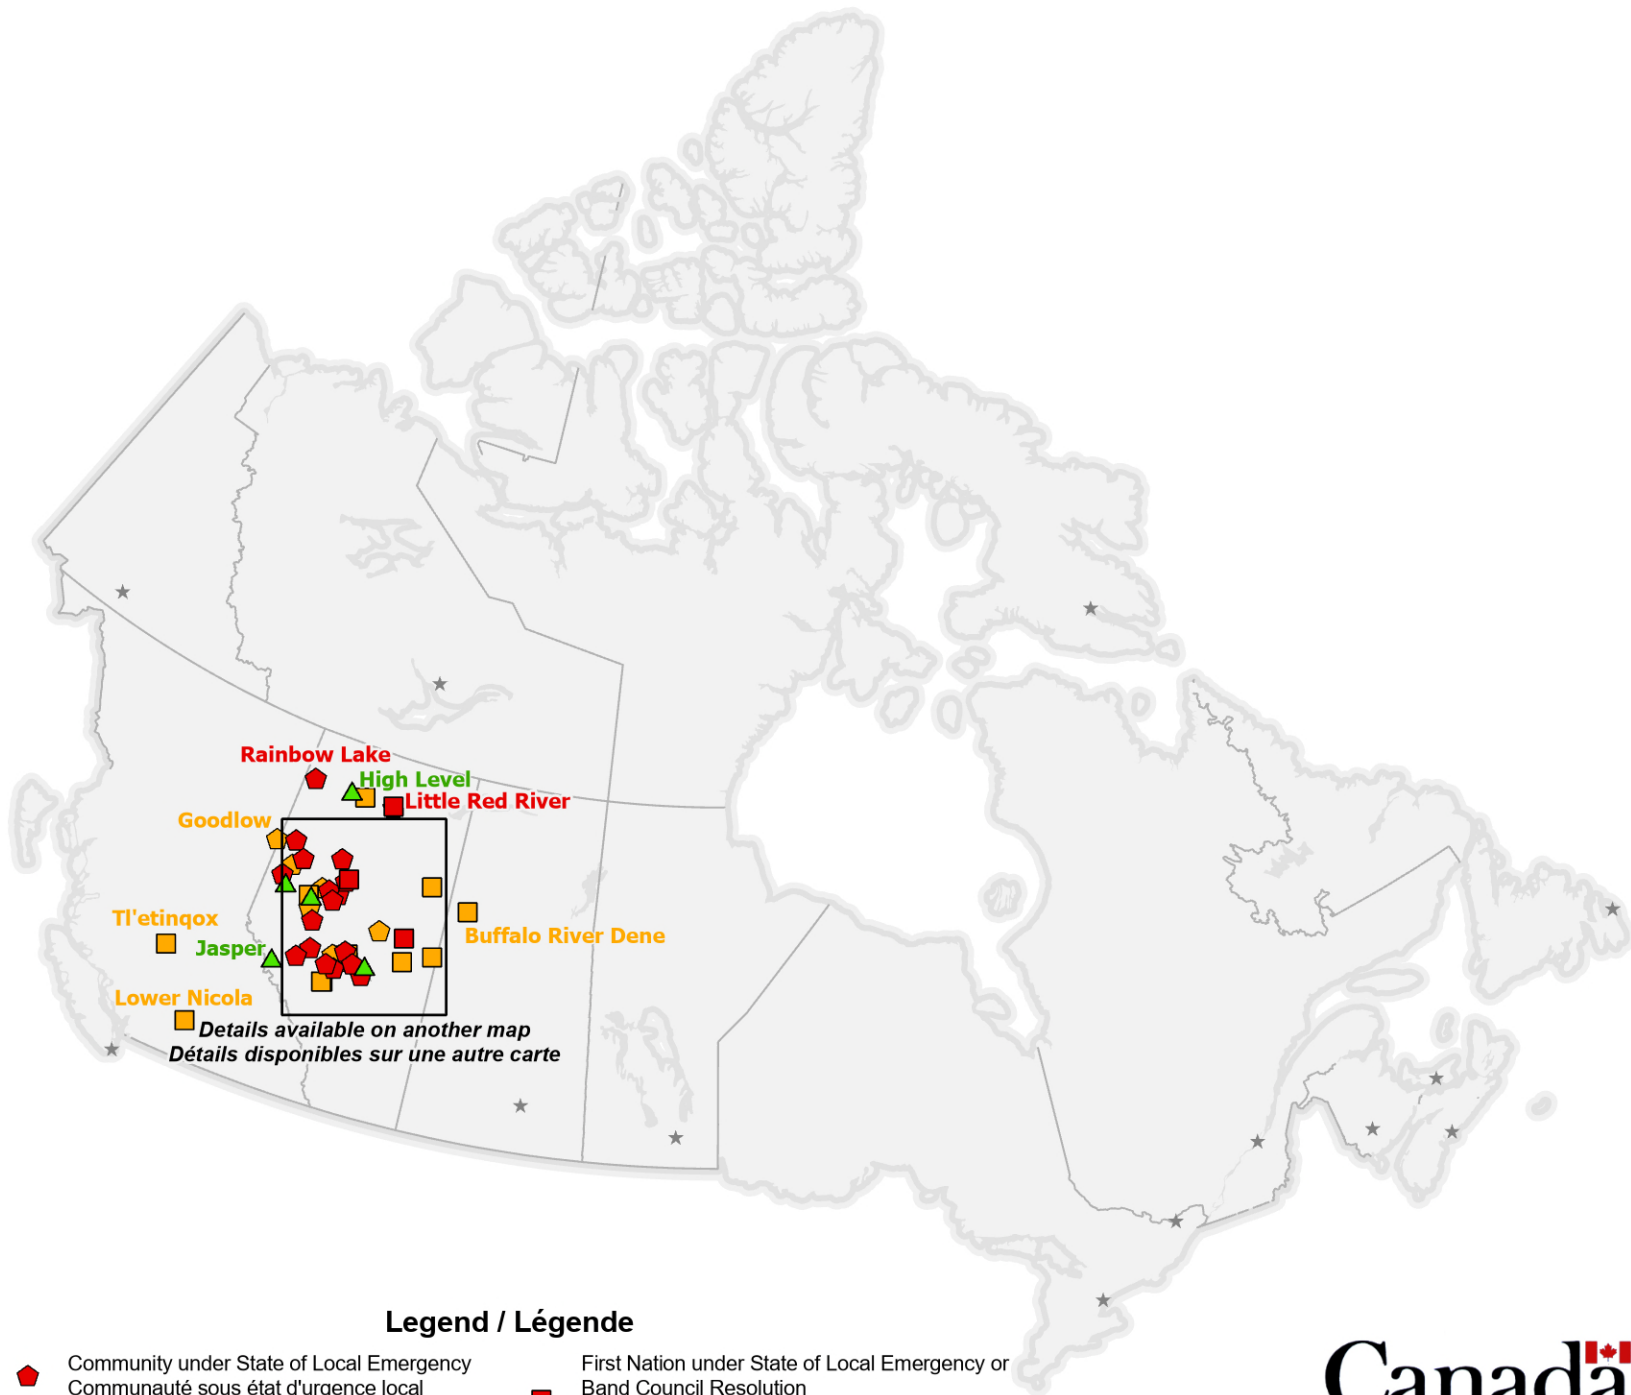 Rainbow Lake
High Level
Little Red River
Goodlow
Tl'etinqox
Buffalo River Dene
Jasper
Lower Nicola
Details available on another map
Détails disponibles sur une autre carte
Legend / Légende
Community under State of Local Emergency
Communauté sous état d'urgence local
First Nation under State of Local Emergency or
Band Council Resolution
Canada